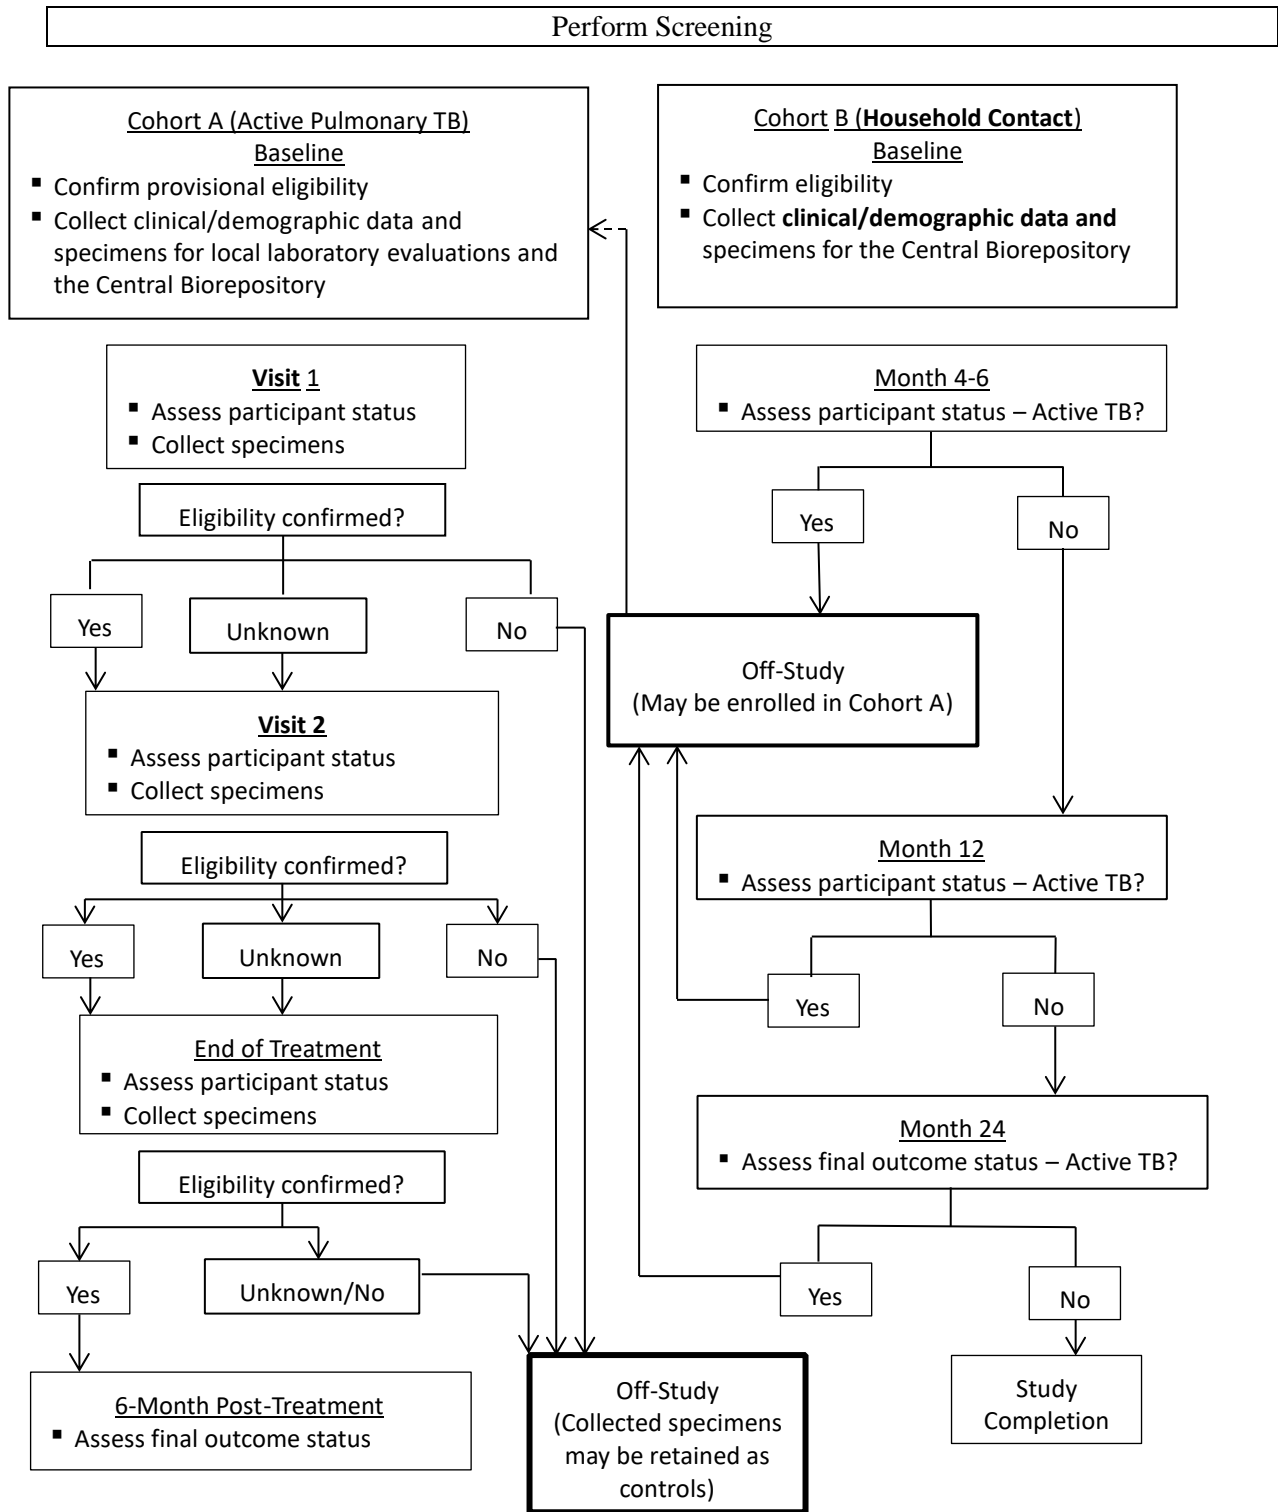 Perform Screening
Cohort A (Active Pulmonary TB)
Baseline
▪ Confirm provisional eligibility
▪ Collect clinical/demographic data and
specimens for local laboratory evaluations and
the Central Biorepository
Cohort B (Household Contact)
Baseline
▪ Confirm eligibility
▪ Collect clinical/demographic data and
specimens for the Central Biorepository
Visit 1
▪ Assess participant status
▪ Collect specimens
Eligibility confirmed?
Yes
Unknown
No
Visit 2
▪ Assess participant status
▪ Collect specimens
Eligibility confirmed?
Yes
Unknown
No
End of Treatment
▪ Assess participant status
▪ Collect specimens
Eligibility confirmed?
Yes
Unknown/No
6-Month Post-Treatment
▪ Assess final outcome status
Off-Study
(Collected specimens
may be retained as
controls)
Month 4-6
▪ Assess participant status – Active TB?
Yes
No
Off-Study
(May be enrolled in Cohort A)
Month 12
▪ Assess participant status – Active TB?
Yes
No
Month 24
▪ Assess final outcome status – Active TB?
Yes
No
Study
Completion